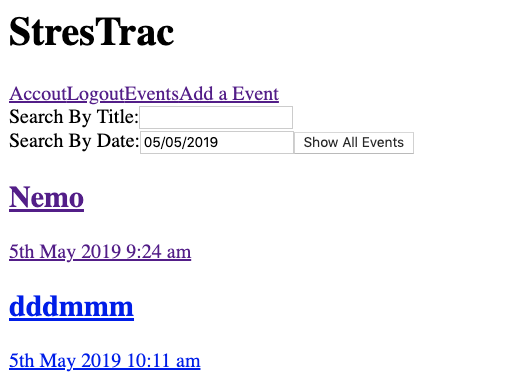 StresTrac
AccoutLogoutEventsAdd a Event
Search By Title:
Search By Date: 05/05/2019 Show All Events
Nemo
5th May 2019 9:24 am
dddmmm
5th May 2019 10:11 am